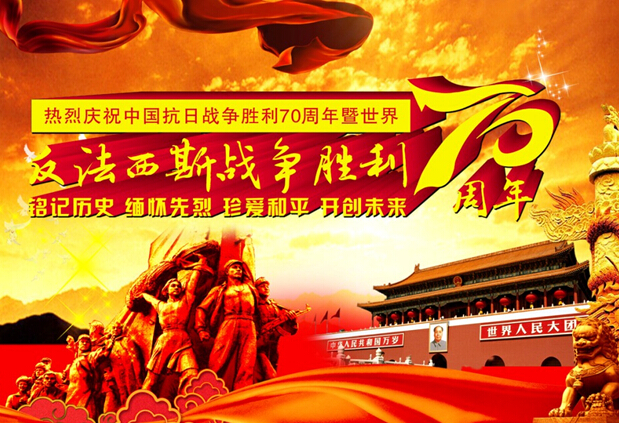 热烈庆祝中国抗日战争胜利70周年暨世界
反法西斯战争胜利70周年
铭记历史 缅怀先烈 珍爱和平 开创未来
中华人民共和国万岁
世界人民大团